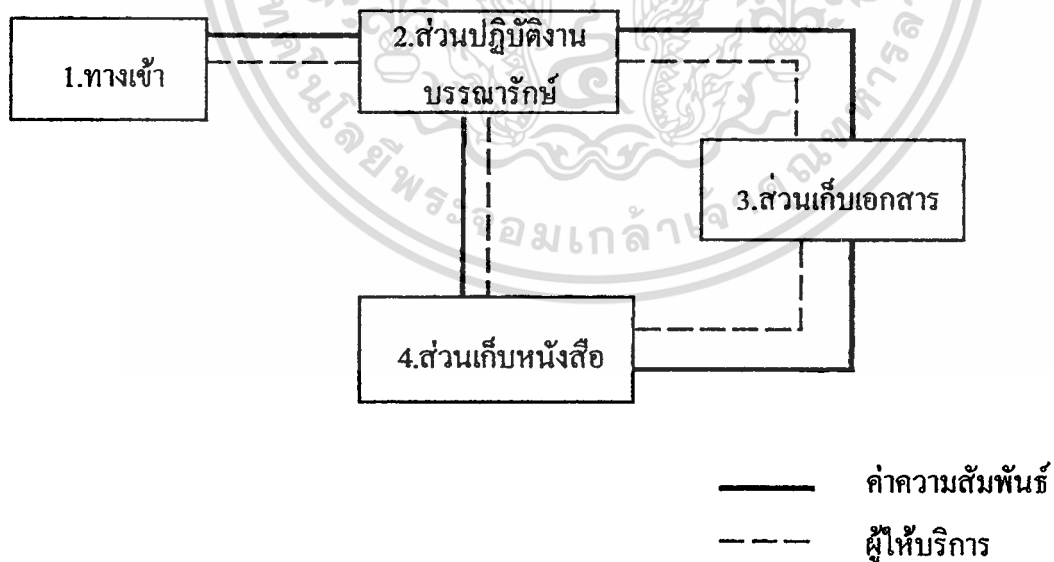 1.ทางเข้า
2.ส่วนปฏิบัติงาน
บรรณารักษ์
3.ส่วนเก็บเอกสาร
4.ส่วนเก็บหนังสือ
ค่าความสัมพันธ์
ผู้ให้บริการ